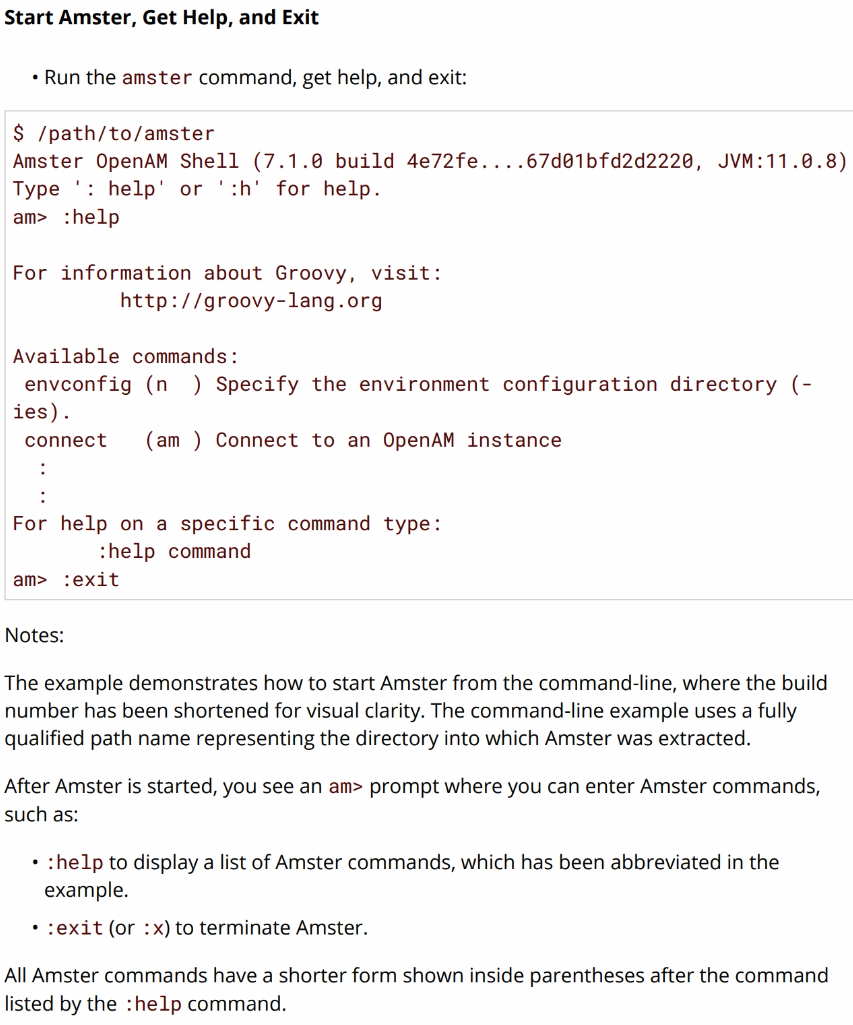 Start Amster, Get Help, and Exit
• Run the amster command, get help, and exit:
$ /path/to/amster
Amster OpenAM Shell (7.1.0 build 4e72fe....67d01bfd2d2220, JVM:11.0.8)
Type ': help' or ':h' for help.
am> :help
For information about Groovy, visit:
http://groovy-lang.org
Available commands:
envconfig (n  ) Specify the environment configuration directory (-
ies).
connect   (am ) Connect to an OpenAM instance
:
:
For help on a specific command type:
:help command
am> :exit
Notes:
The example demonstrates how to start Amster from the command-line, where the build
number has been shortened for visual clarity. The command-line example uses a fully
qualified path name representing the directory into which Amster was extracted.
After Amster is started, you see an am> prompt where you can enter Amster commands,
such as:
• :help to display a list of Amster commands, which has been abbreviated in the
example.
• :exit (or :x) to terminate Amster.
All Amster commands have a shorter form shown inside parentheses after the command
listed by the :help command.